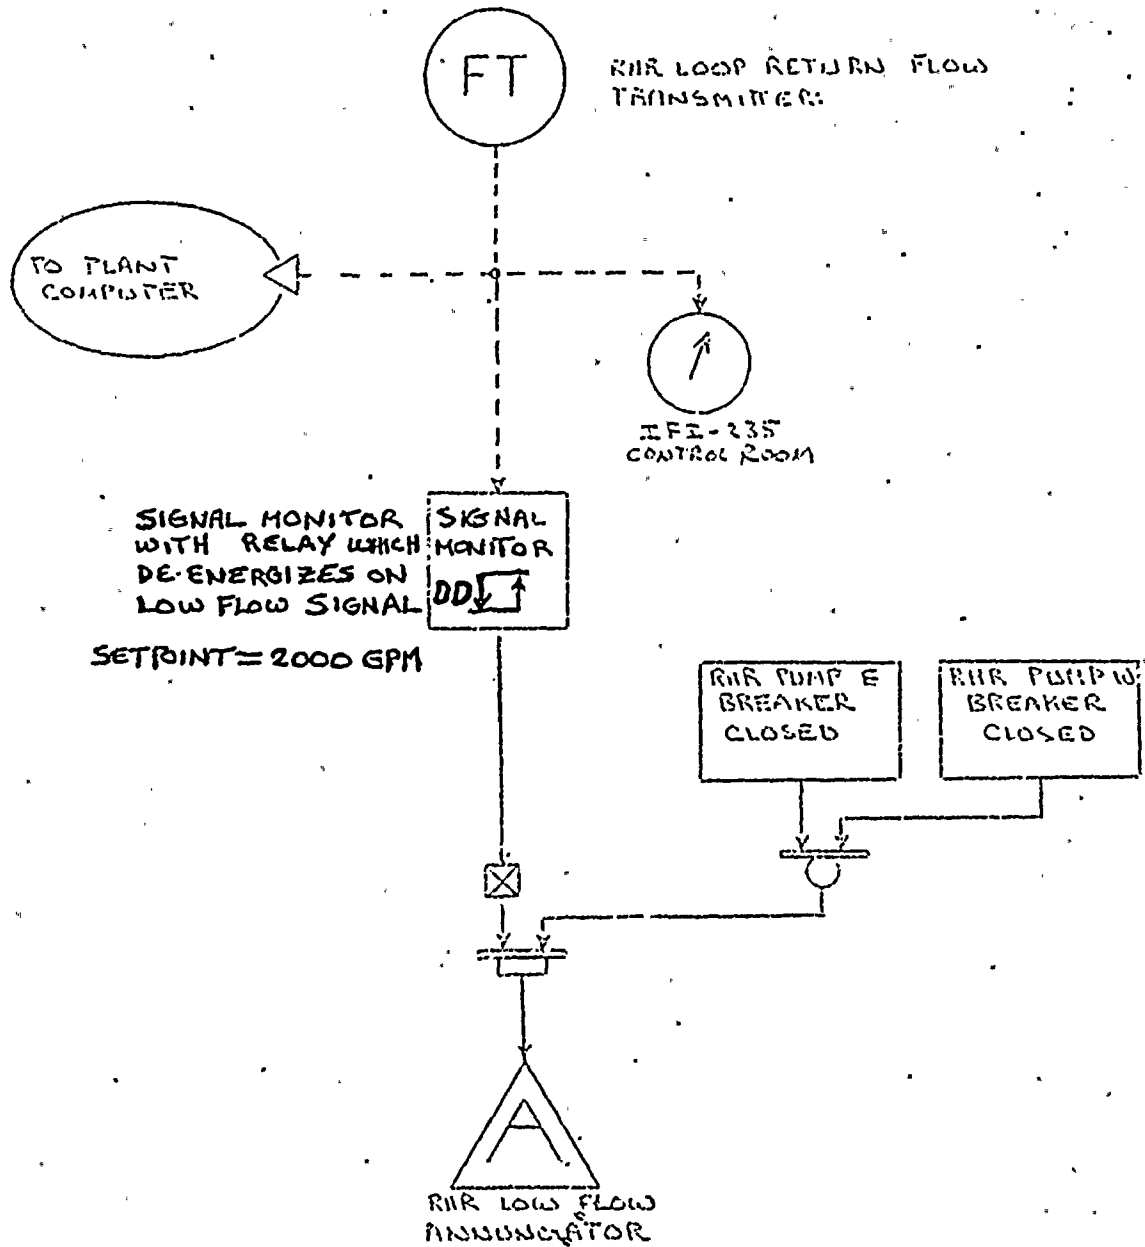 FT
RHR LOOP RETURN FLOW
TRANSMITTER:
TO PLANT
COMPUTER
IFI-235
CONTROL ROOM
SIGNAL MONITOR
WITH RELAY WHICH
DE-ENERGIZES ON
LOW FLOW SIGNAL
SETPOINT = 2000 GPM
SIGNAL
MONITOR
DD
RHR PUMP E
BREAKER
CLOSED
RHR PUMP W
BREAKER
CLOSED
A
RHR LOW FLOW
ANNUNCIATOR